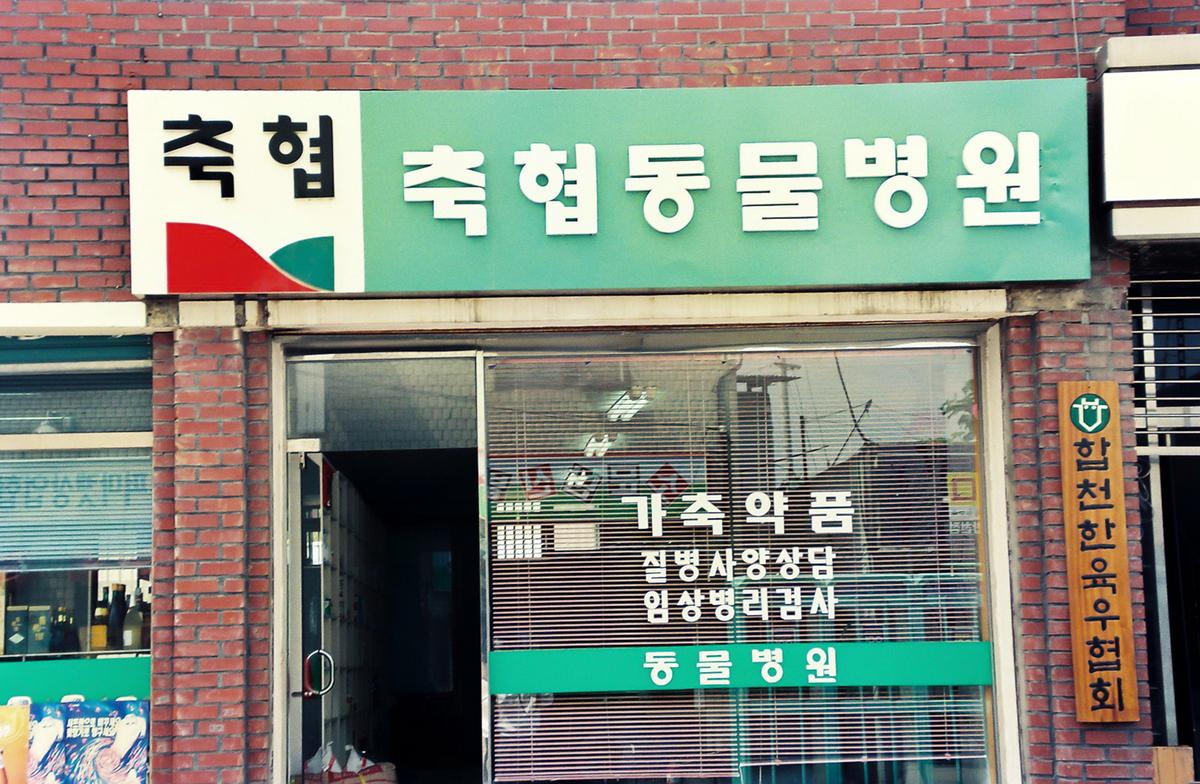 축협
축협동물병원
가축약품
질병사양상담
임상병리검사
동물병원
합천한육우협회